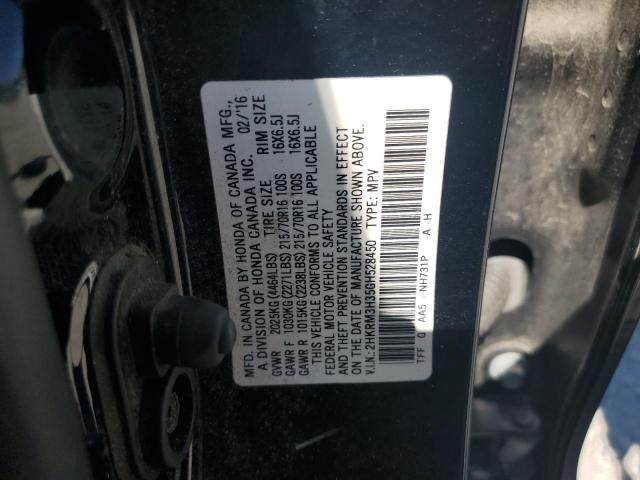 MFD. IN CANADA BY HONDA OF CANADA MFG.,
A DIVISION OF HONDA CANADA INC. 02/'16
GVWR 2025KG(4464LBS) TIRE SIZE RIM SIZE
GAWR F 1030KG(2271LBS) 215/70R16 100S 16X6.5J
GAWR R 1015KG(2238LBS) 215/70R16 100S 16X6.5J
THIS VEHICLE CONFORMS TO ALL APPLICABLE
FEDERAL MOTOR VEHICLE SAFETY
AND THEFT PREVENTION STANDARDS IN EFFECT
ON THE DATE OF MANUFACTURE SHOWN ABOVE.
V.I.N.: 2HKRM3H35GH528450 TYPE: MPV
TFF 0 AA5 NH731P -A -H